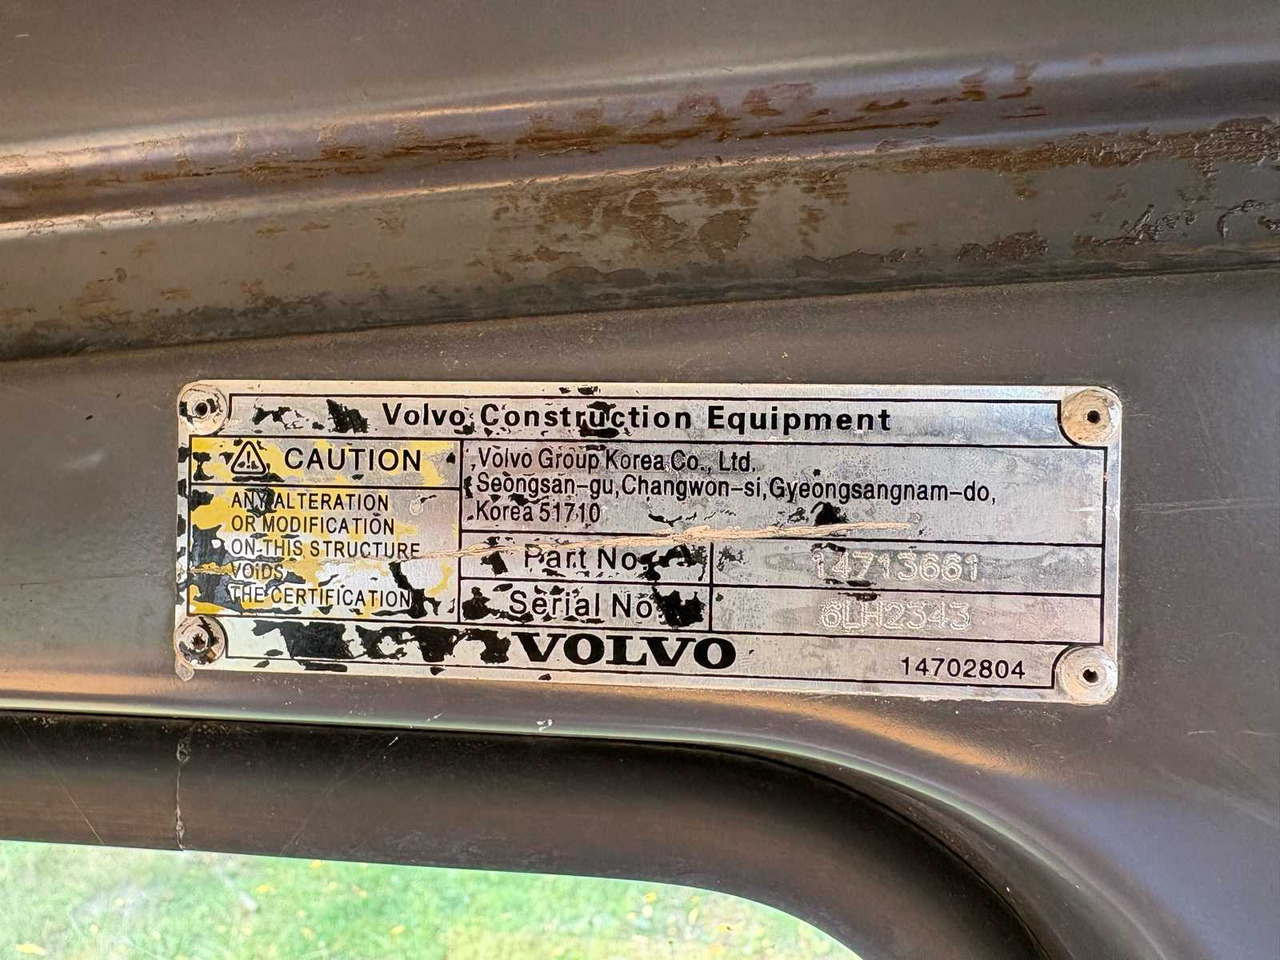 Volvo Construction Equipment
CAUTION
ANY ALTERATION
OR MODIFICATION
ON THIS STRUCTURE
VOIDS
THE CERTIFICATION
Volvo Group Korea Co., Ltd.
Seongsan-gu, Changwon-si, Gyeongsangnam-do,
Korea 51710
Part No. 14713661
Serial No. 6LH2343
VOLVO
14702804